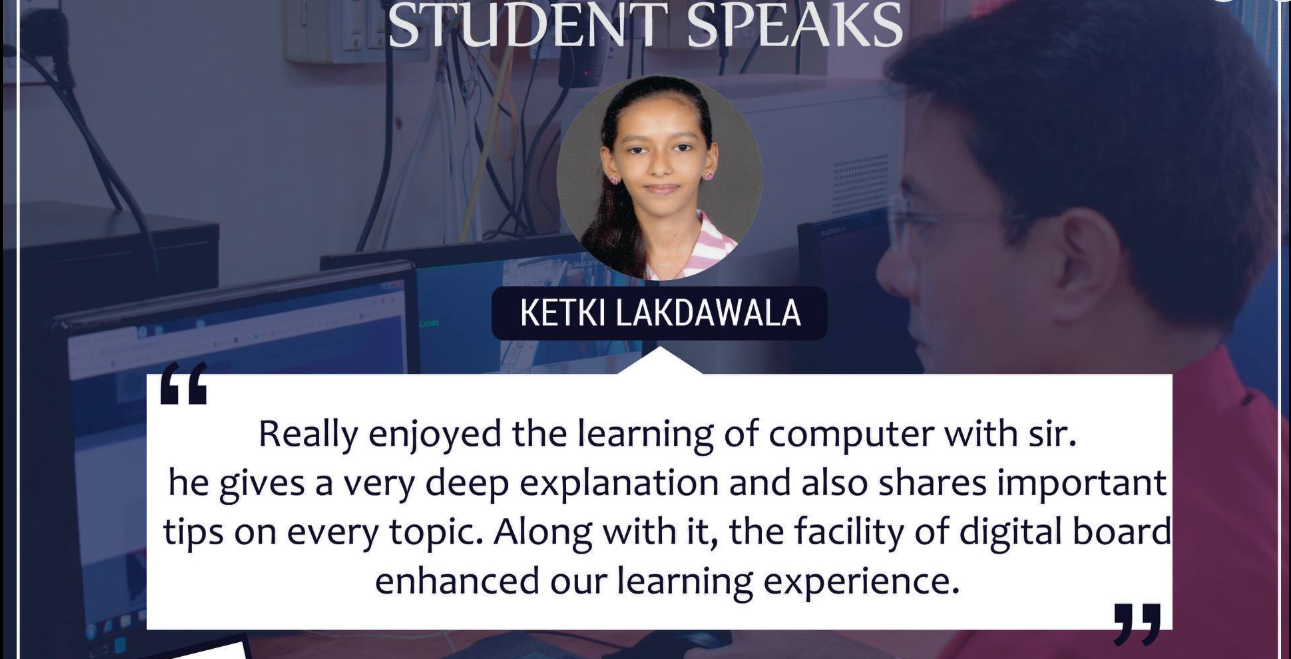 STUDENT SPEAKS
KETKI LAKDAWALA
“
Really enjoyed the learning of computer with sir.
he gives a very deep explanation and also shares important
tips on every topic. Along with it, the facility of digital board
enhanced our learning experience.
”